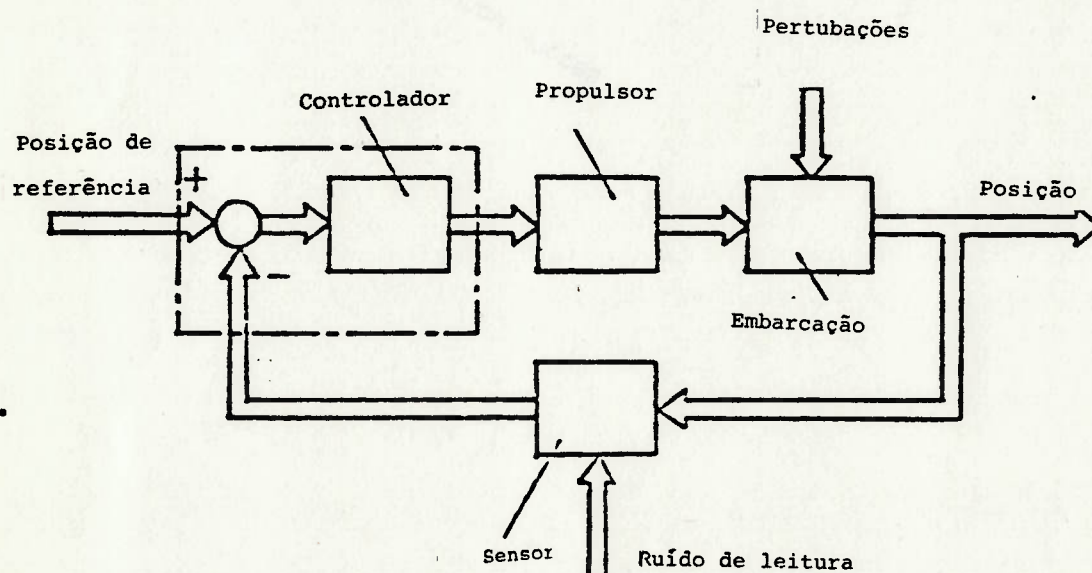 Pertubações
Controlador
Propulsor
Posição de
referência
+
Posição
−
Embarcação
Sensor
Ruído de leitura